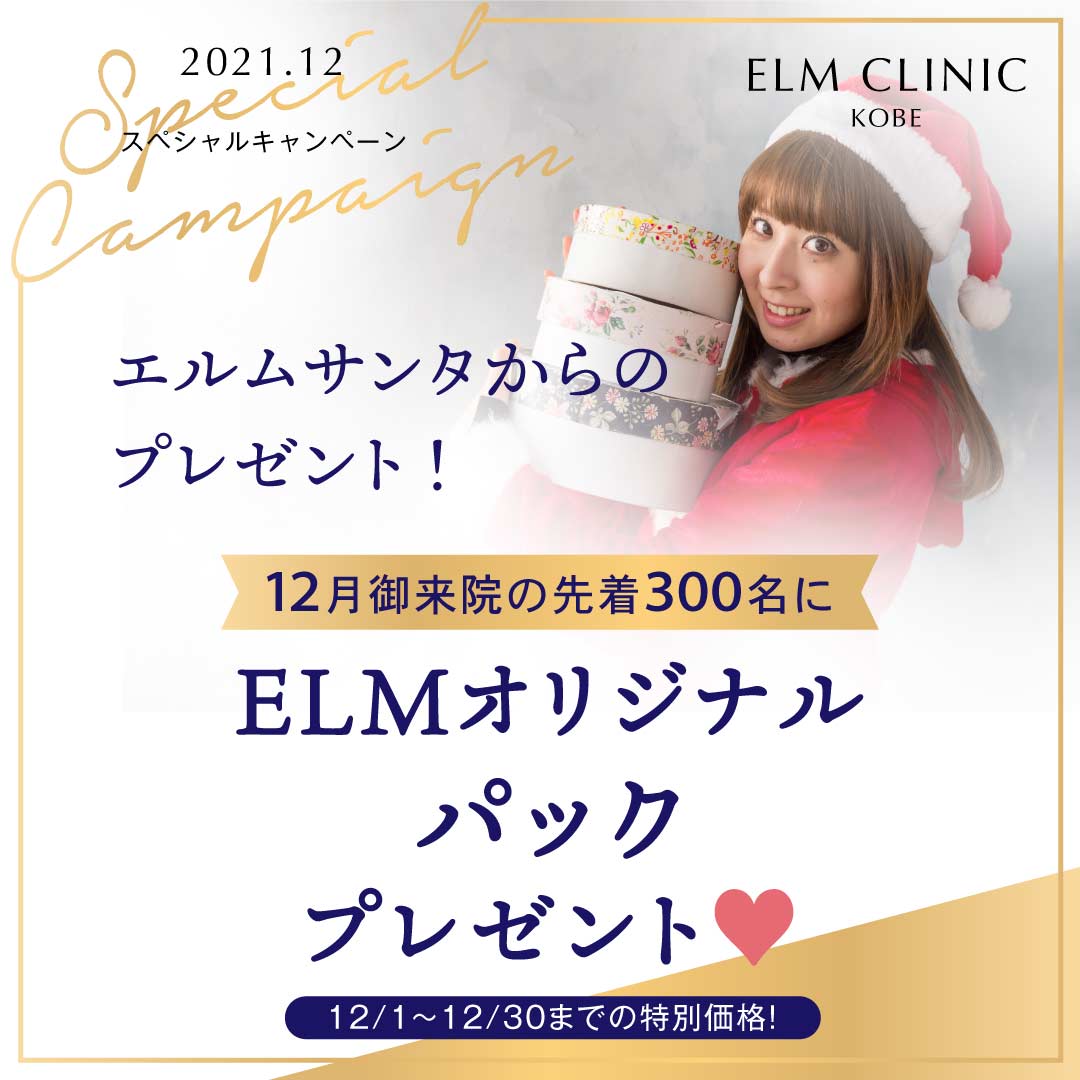 2021.12
Special
スペシャルキャンペーン
Campaign
ELM CLINIC
KOBE
エルムサンタからの
プレゼント！
12月御来院の先着300名に
ELMオリジナル
パック
プレゼント♥
12/1～12/30までの特別価格!